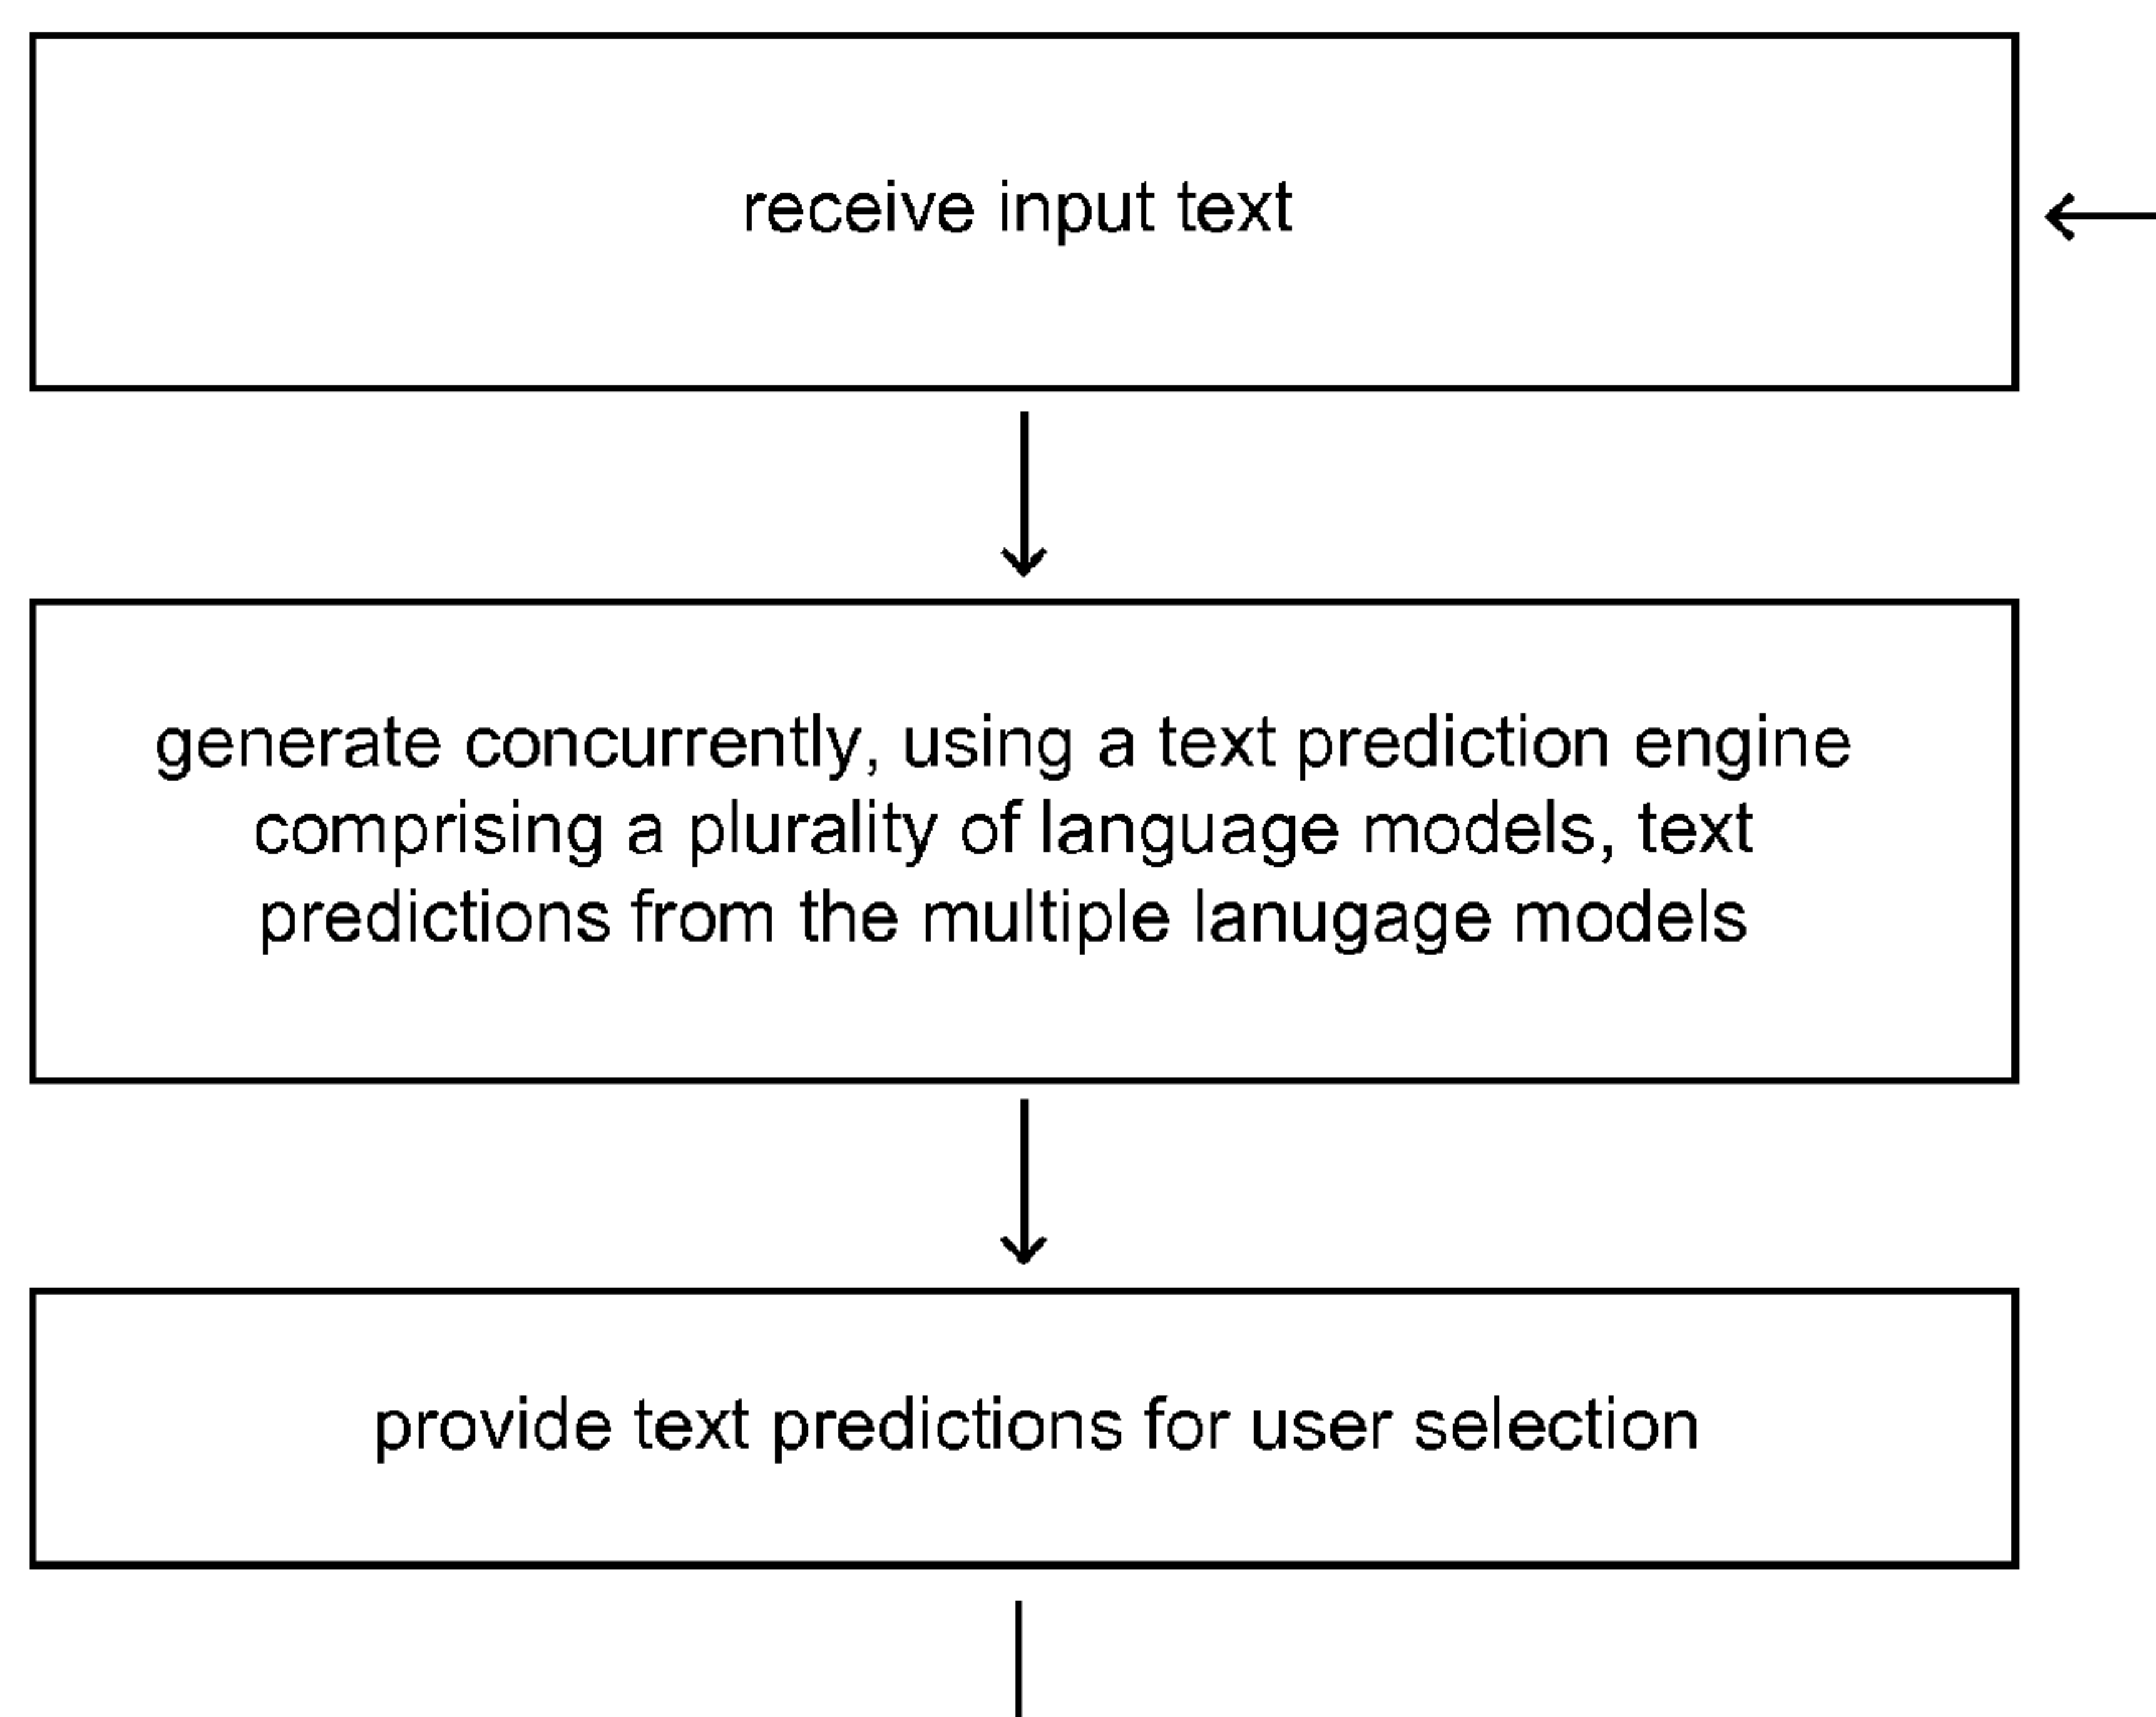 receive input text
generate concurrently, using a text prediction engine
comprising a plurality of language models, text
predictions from the multiple lanugage models
provide text predictions for user selection